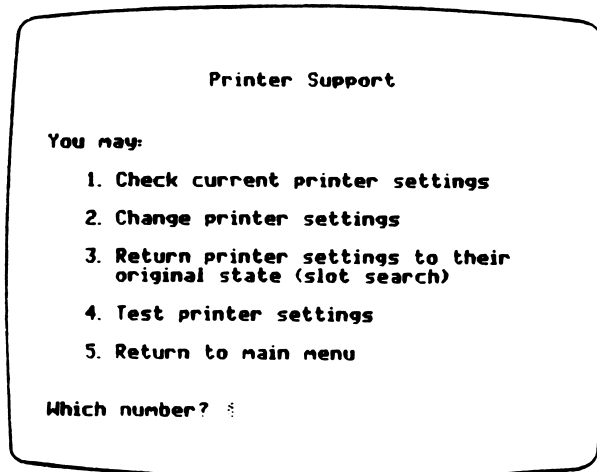 Printer Support
You may:
1. Check current printer settings
2. Change printer settings
3. Return printer settings to their
original state (slot search)
4. Test printer settings
5. Return to main menu
Which number?